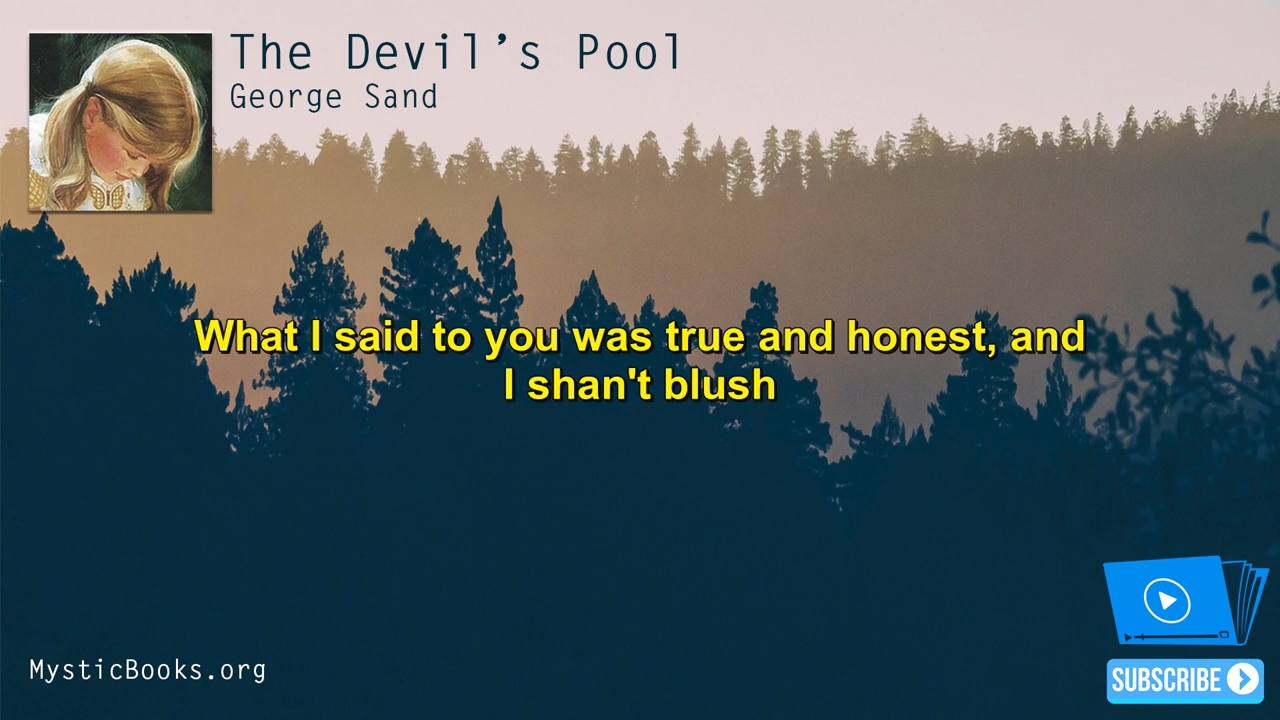 The Devil’s Pool
George Sand
What I said to you was true and honest, and
I shan't blush
MysticBooks.org
SUBSCRIBE